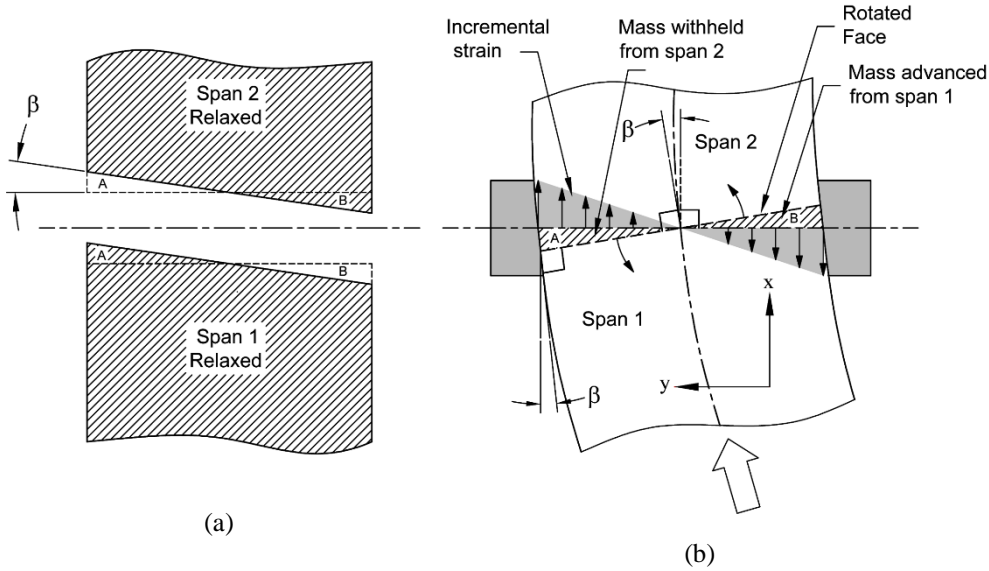 β
Span 2
Relaxed
A
B
A
B
Span 1
Relaxed
(a)
Incremental
strain
Mass withheld
from span 2
Rotated
Face
Mass advanced
from span 1
β
Span 2
A
B
Span 1
x
y
β
(b)